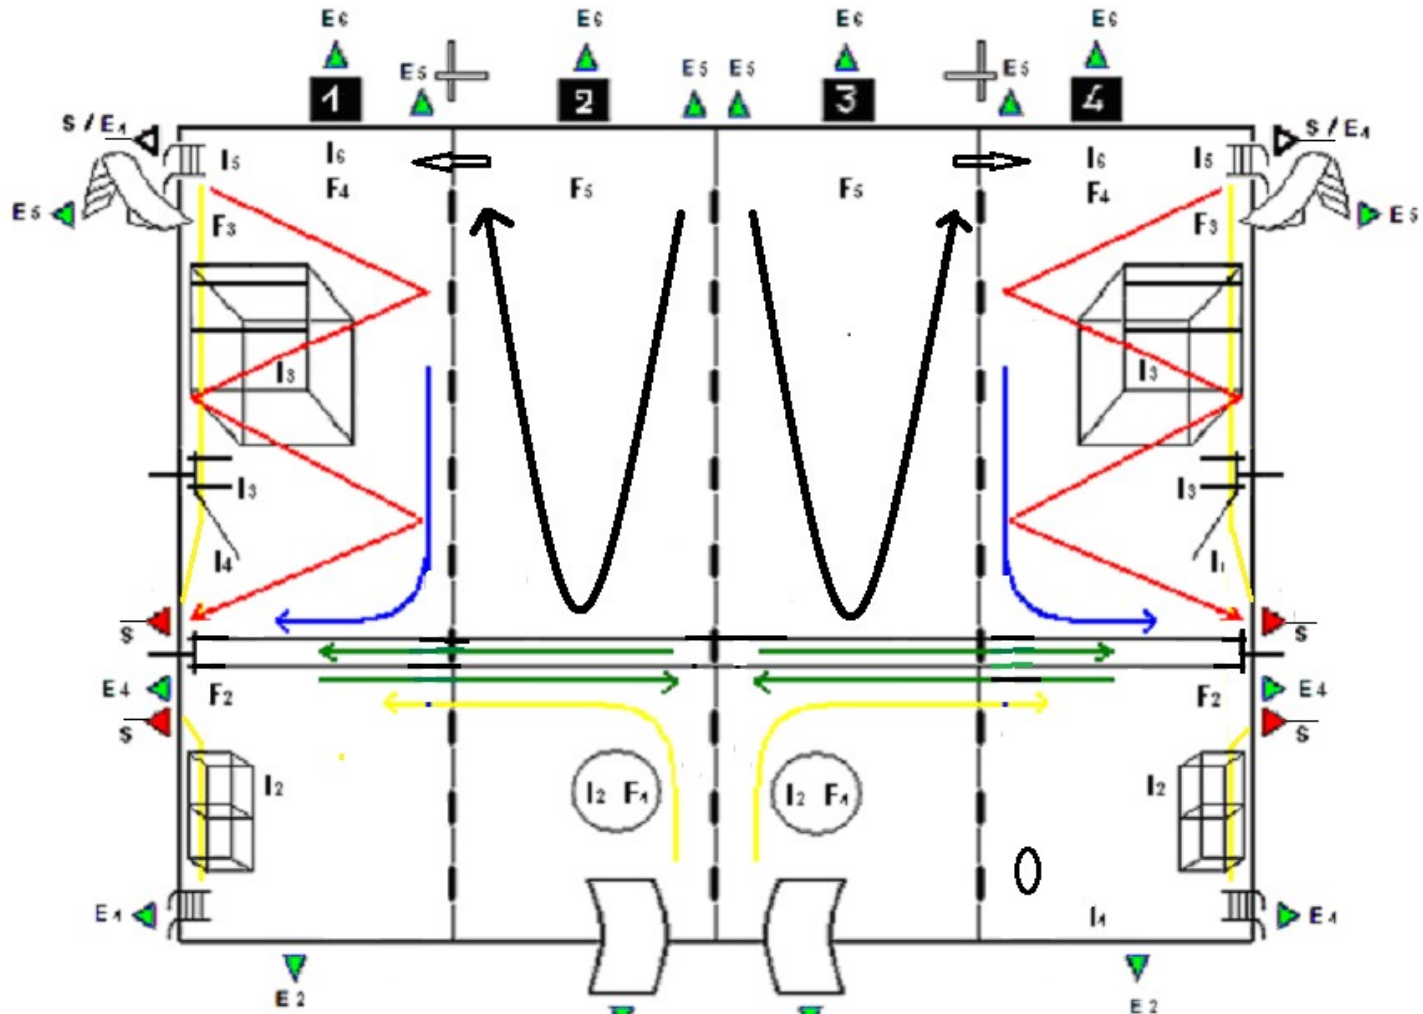 E6 E6 E6 E6
E5 E5 E5 E5
1 2 3 4
S / E1 S / E1
I5 I6 I6 I5
F4 F5 F5 F4
E5 F3 F3 E5
I3 I3
I3 I3
I4 I1
S S
E4 F2 F2 E4
S S
I2 I2 F1 I2 F1 I2
E1 I1 E1
E2 E2